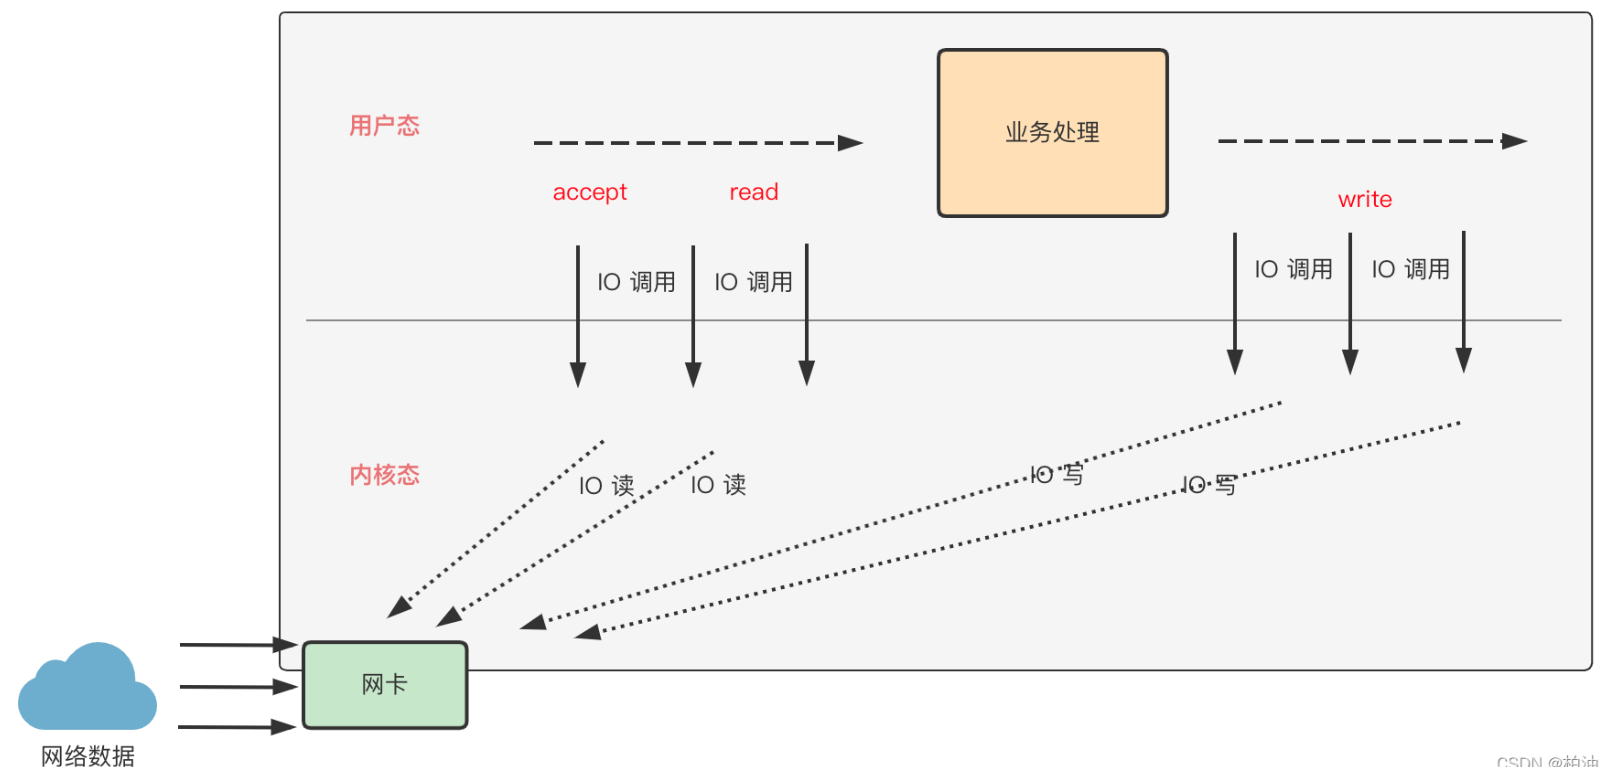 用户态
业务处理
accept
read
write
IO 调用
IO 调用
IO 调用
IO 调用
内核态
IO 读
IO 读
IO 写
IO 写
网卡
网络数据
CSDN @柏油